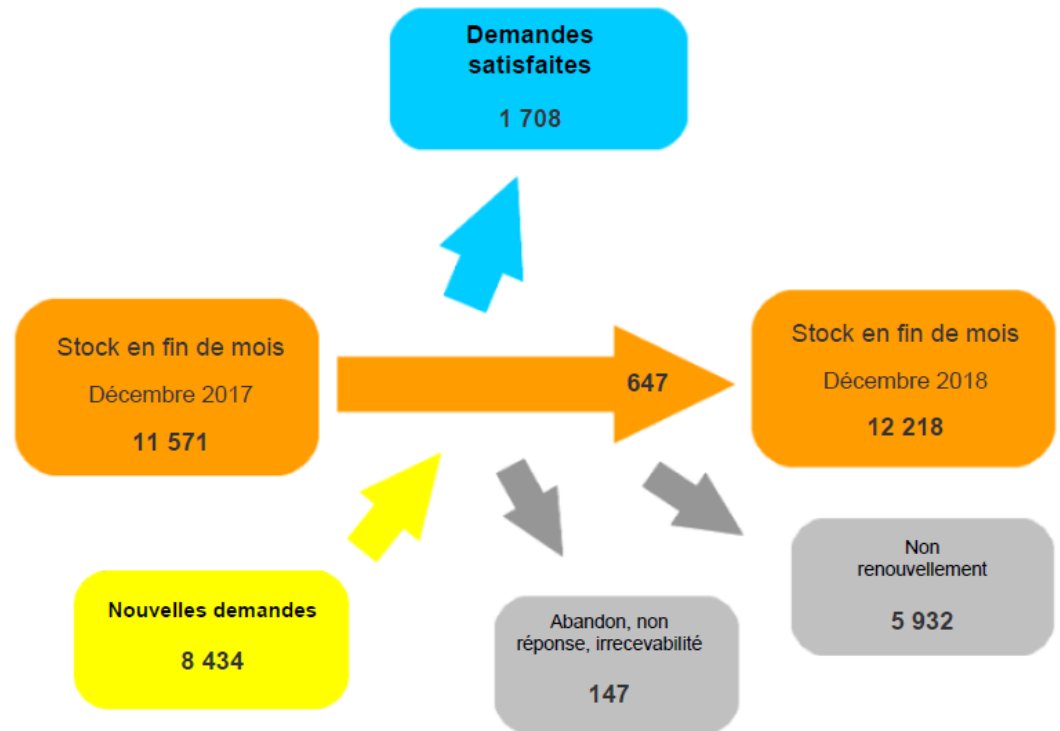 Demandes
satisfaites
1 708
Stock en fin de mois
Décembre 2017
11 571
647
Stock en fin de mois
Décembre 2018
12 218
Nouvelles demandes
8 434
Abandon, non
réponse, irrecevabilité
147
Non
renouvellement
5 932